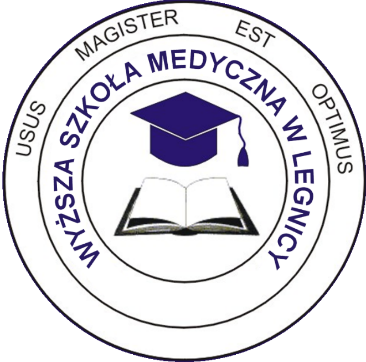 USUS MAGISTER EST OPTIMUS
WYŻSZA SZKOŁA MEDYCZNA W LEGNICY